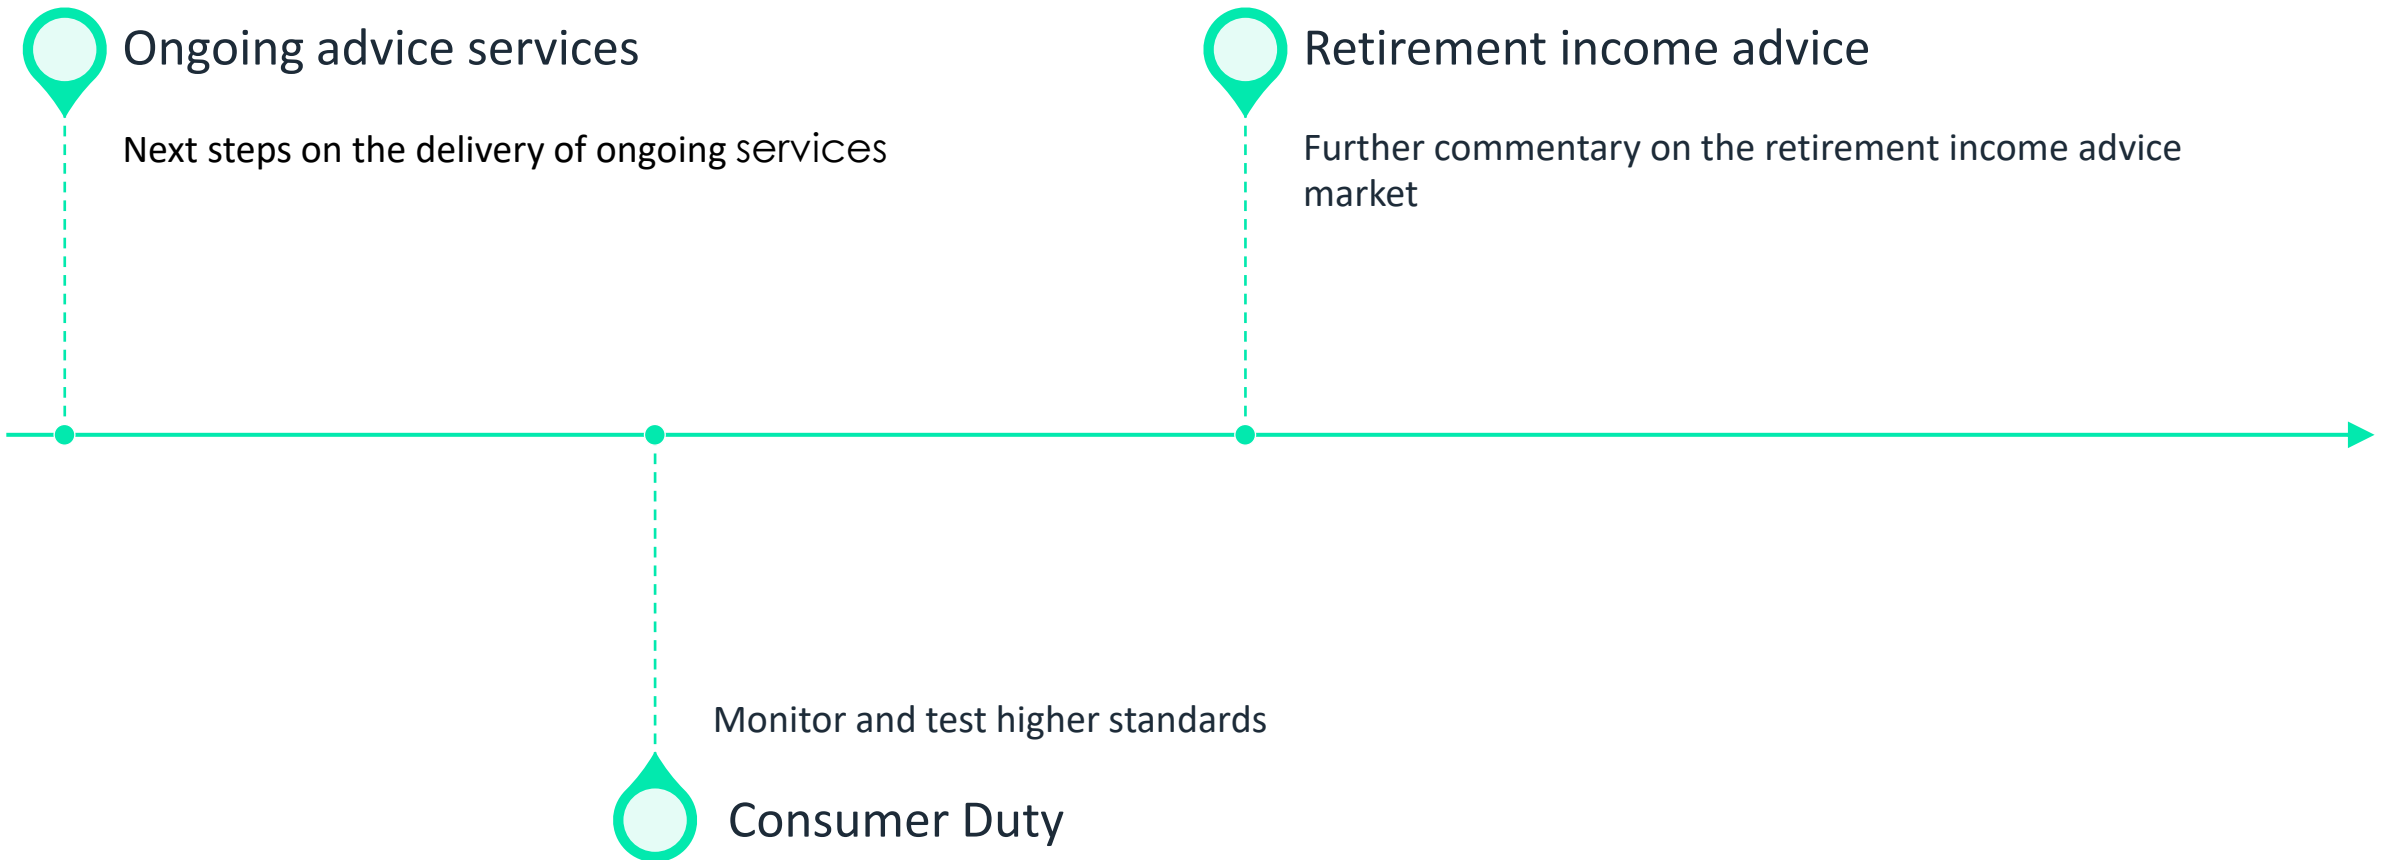 Ongoing advice services
Next steps on the delivery of ongoing services
Retirement income advice
Further commentary on the retirement income advice
market
Monitor and test higher standards
Consumer Duty